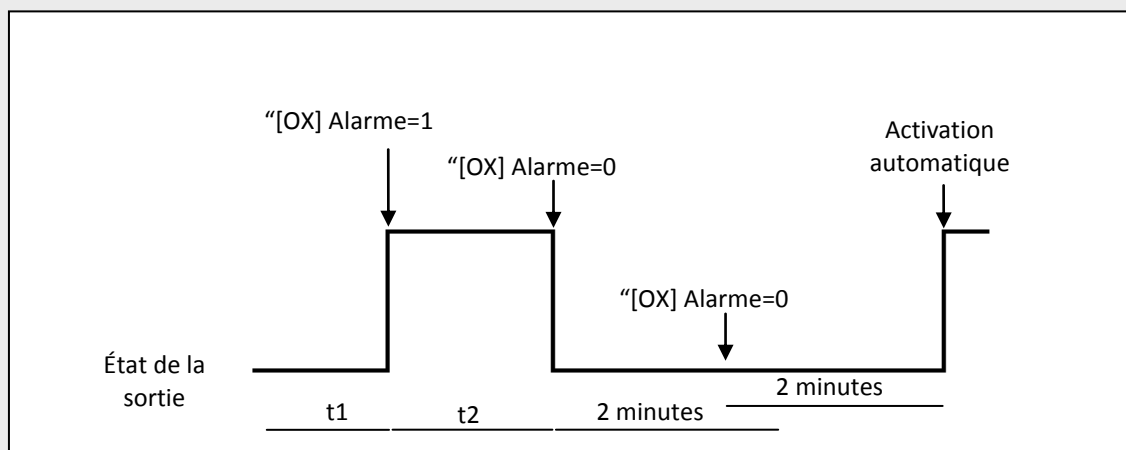 “[OX] Alarme=1
Activation
automatique
“[OX] Alarme=0
“[OX] Alarme=0
État de la
sortie
2 minutes
t1
t2
2 minutes